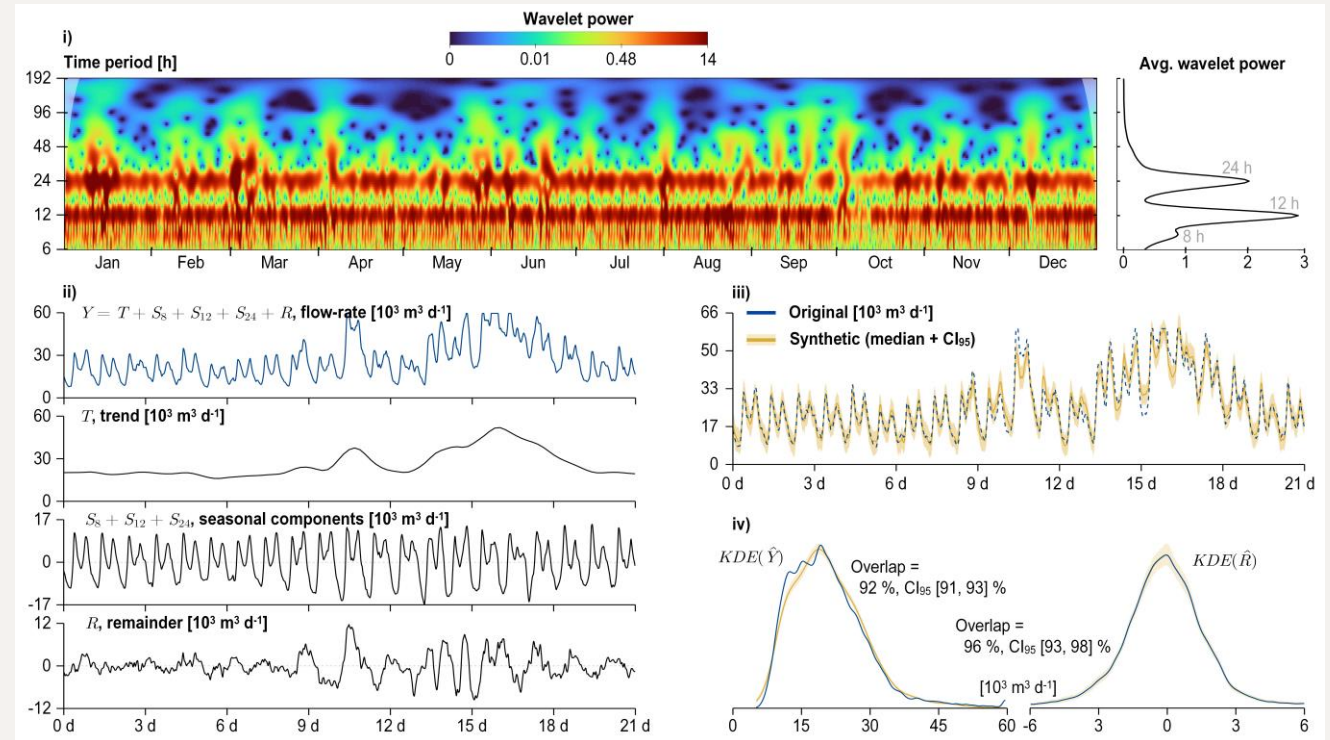 Wavelet power
0 0.01 0.48 14
i)
Time period [h]
192
96
48
24
12
6
Jan Feb Mar Apr May Jun Jul Aug Sep Oct Nov Dec
Avg. wavelet power
24 h
12 h
8 h
0 1 2 3
ii)
Y = T + S₈ + S₁₂ + S₂₄ + R, flow-rate [10³ m³ d⁻¹]
60
30
0
T, trend [10³ m³ d⁻¹]
60
30
0
S₈ + S₁₂ + S₂₄, seasonal components [10³ m³ d⁻¹]
17
0
-17
R, remainder [10³ m³ d⁻¹]
12
0
-12
0 d 3 d 6 d 9 d 12 d 15 d 18 d 21 d
iii)
Original [10³ m³ d⁻¹]
Synthetic (median + CI₉₅)
66
50
33
17
0
0 d 3 d 6 d 9 d 12 d 15 d 18 d 21 d
iv)
KDE(Ŷ)
Overlap =
92 %, CI₉₅ [91, 93] %
KDE(R̂)
Overlap =
96 %, CI₉₅ [93, 98] %
[10³ m³ d⁻¹]
0 15 30 45 60
-6 3 0 3 6